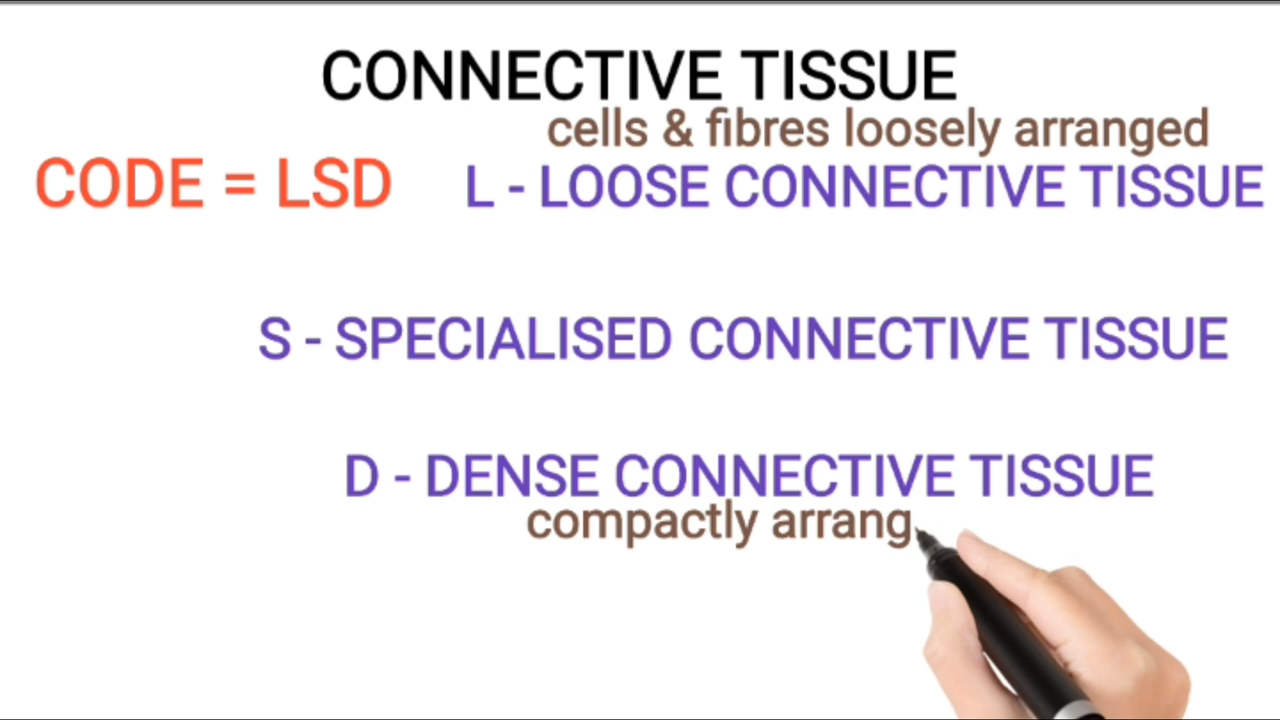 CONNECTIVE TISSUE
cells & fibres loosely arranged
CODE = LSD L - LOOSE CONNECTIVE TISSUE
S - SPECIALISED CONNECTIVE TISSUE
D - DENSE CONNECTIVE TISSUE
compactly arrang